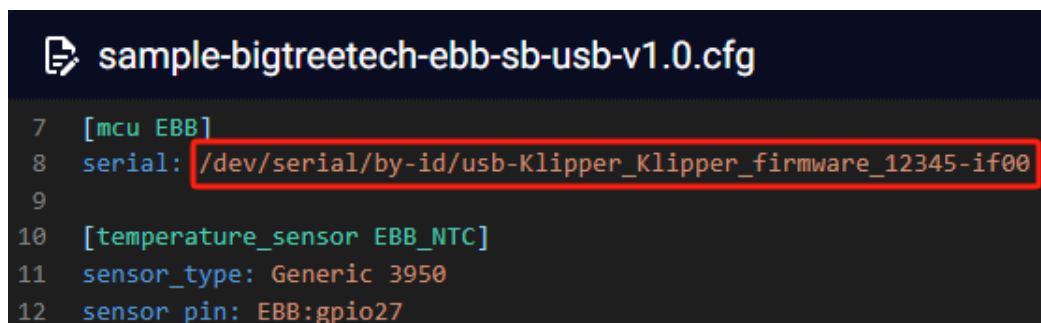 sample-bigtreetech-ebb-sb-usb-v1.0.cfg
7 [mcu EBB]
8 serial: /dev/serial/by-id/usb-Klipper_Klipper_firmware_12345-if00
9
10 [temperature_sensor EBB_NTC]
11 sensor_type: Generic 3950
12 sensor_pin: EBB:gpio27